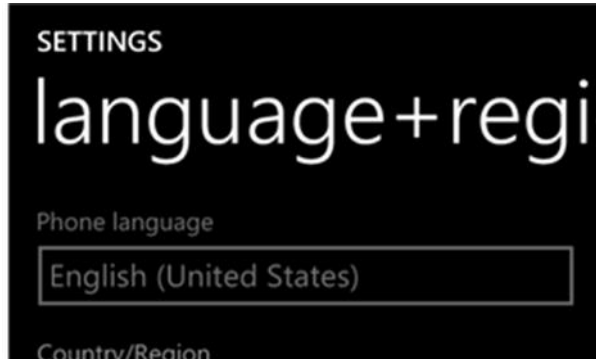 SETTINGS
language+regi
Phone language
English (United States)
Country/Region